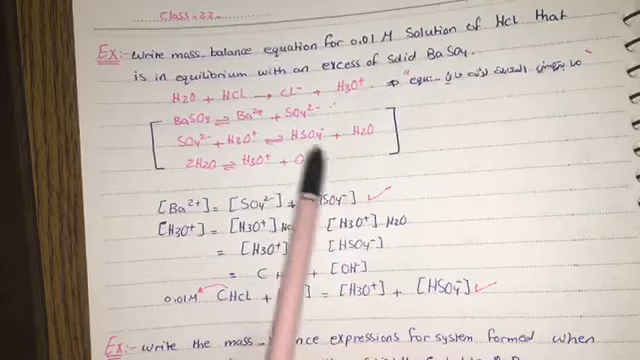 Class.22
Ex:- Write mass balance equation for 0.01 M solution of HCl that
is in equilibrium with an excess of solid BaSO4.
H2O + HCl → Cl⁻ + H3O⁺ ⇒ "equ.
BaSO4 ⇌ Ba²⁺ + SO4²⁻
SO4²⁻ + H3O⁺ ⇌ HSO4⁻ + H2O
2H2O ⇌ H3O⁺ + O
[Ba²⁺] = [SO4²⁻] + HSO4⁻] ✓
[H3O⁺] = [H3O⁺] [H3O⁺] H2O
= [H3O⁺] [HSO4⁻]
= C + [OH⁻]
0.01M CHCl + ] = [H3O⁺] + [HSO4⁻] ✓
Ex:- Write the mass expressions for system formed when